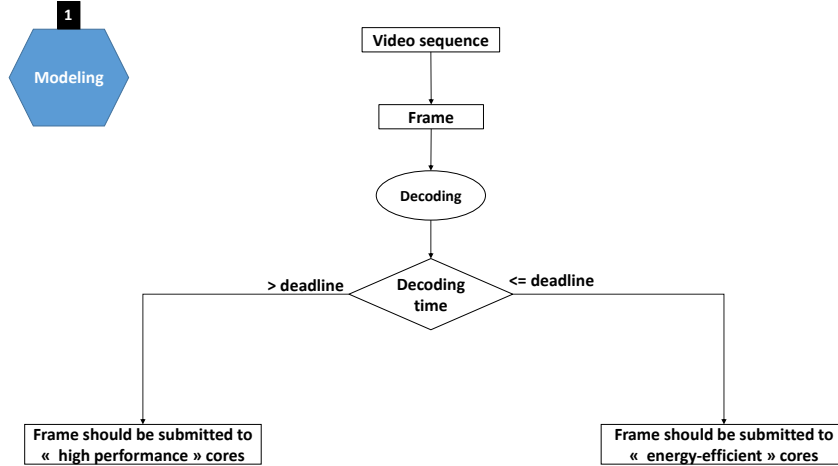 1
Modeling
Video sequence
Frame
Decoding
Decoding
time
> deadline
<= deadline
Frame should be submitted to
« high performance » cores
Frame should be submitted to
« energy-efficient » cores